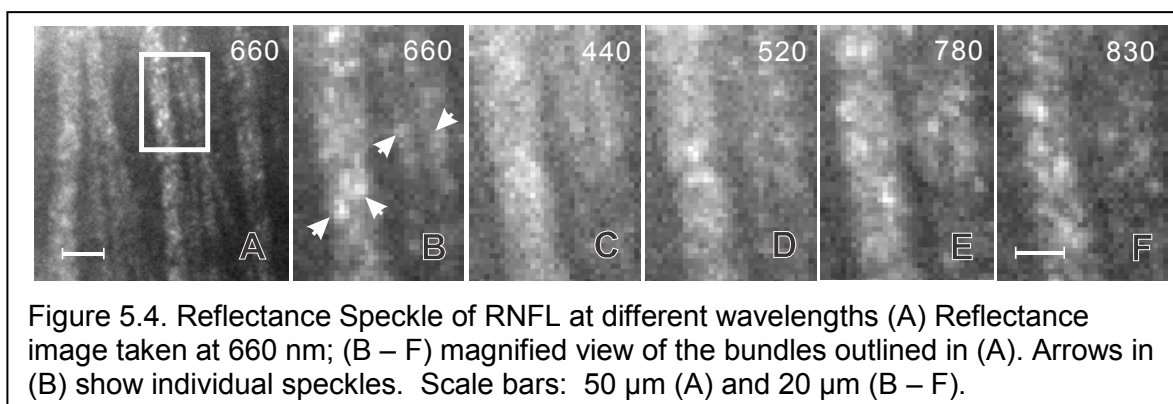 660 660 440 520 780 830
A B C D E F
Figure 5.4. Reflectance Speckle of RNFL at different wavelengths (A) Reflectance
image taken at 660 nm; (B – F) magnified view of the bundles outlined in (A). Arrows in
(B) show individual speckles. Scale bars: 50 µm (A) and 20 µm (B – F).